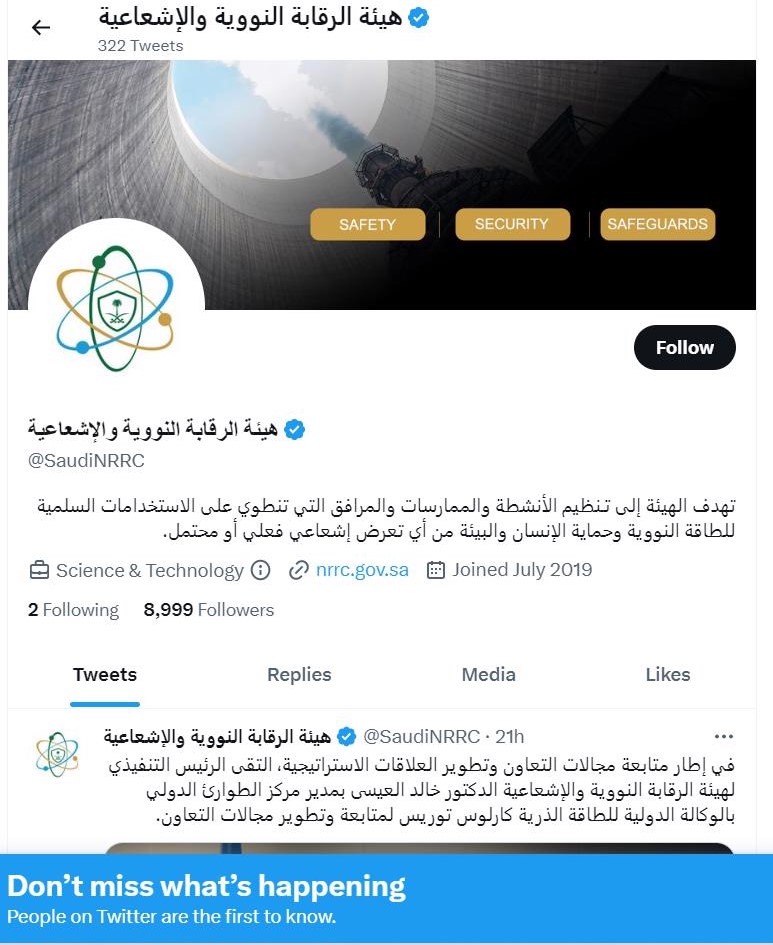 هيئة الرقابة النووية والإشعاعية
322 Tweets
SAFETY
SECURITY
SAFEGUARDS
Follow
هيئة الرقابة النووية والإشعاعية
@SaudiNRRC
تهدف الهيئة إلى تنظيم الأنشطة والممارسات والمرافق التي تنطوي على الاستخدامات السلمية
للطاقة النووية وحماية الإنسان والبيئة من أي تعرض إشعاعي فعلي أو محتمل.
Science & Technology nrrc.gov.sa Joined July 2019
2 Following 8,999 Followers
Tweets Replies Media Likes
هيئة الرقابة النووية والإشعاعية @SaudiNRRC · 21h
في إطار متابعة مجالات التعاون وتطوير العلاقات الاستراتيجية، التقى الرئيس التنفيذي
لهيئة الرقابة النووية والإشعاعية الدكتور خالد العيسى بمدير مركز الطوارئ الدولي
بالوكالة الدولية للطاقة الذرية كارلوس توريس لمتابعة وتطوير مجالات التعاون.
Don’t miss what’s happening
People on Twitter are the first to know.